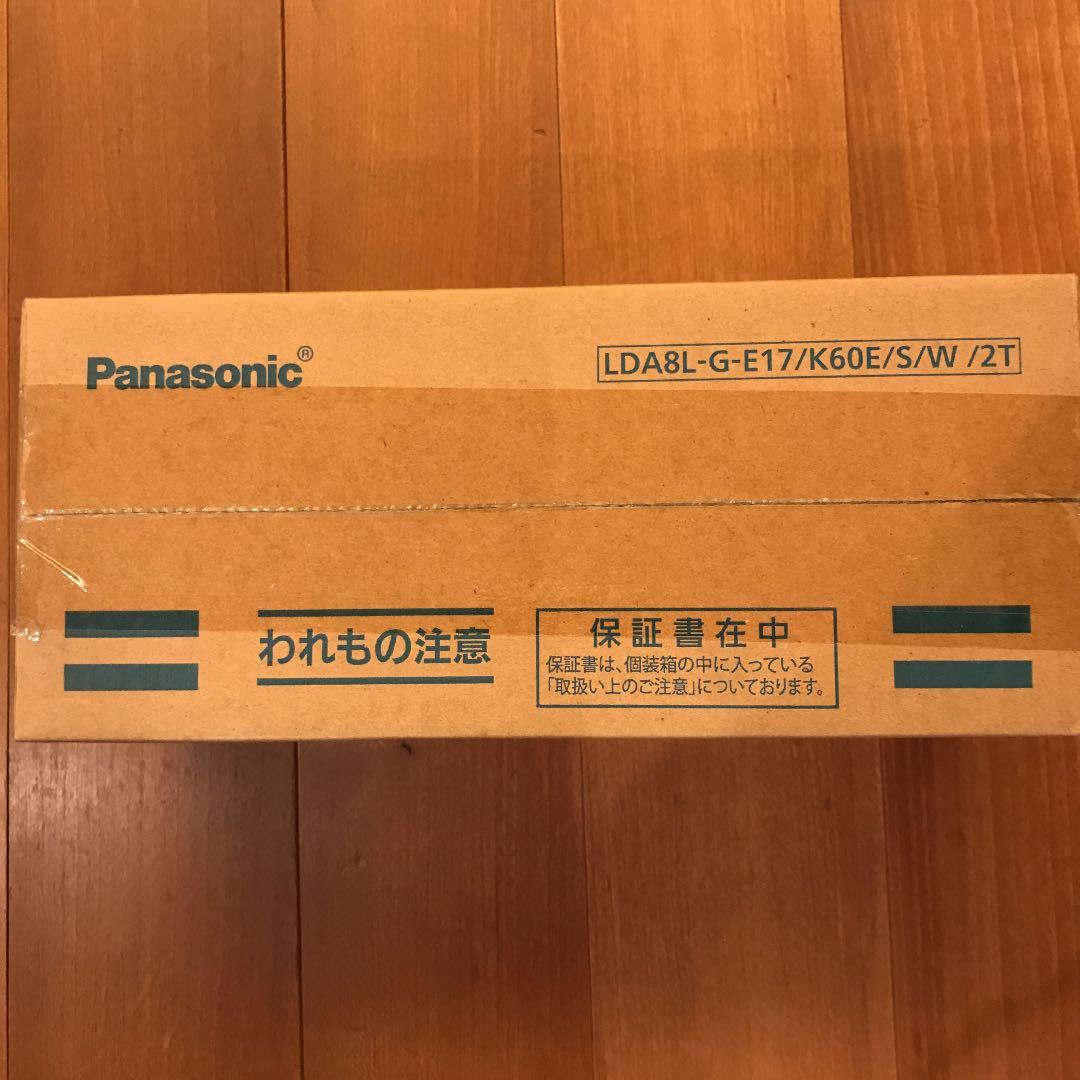 Panasonic®
LDA8L-G-E17/K60E/S/W /2T
われもの注意
保証書在中
保証書は、個装箱の中に入っている
「取扱い上のご注意」についております。